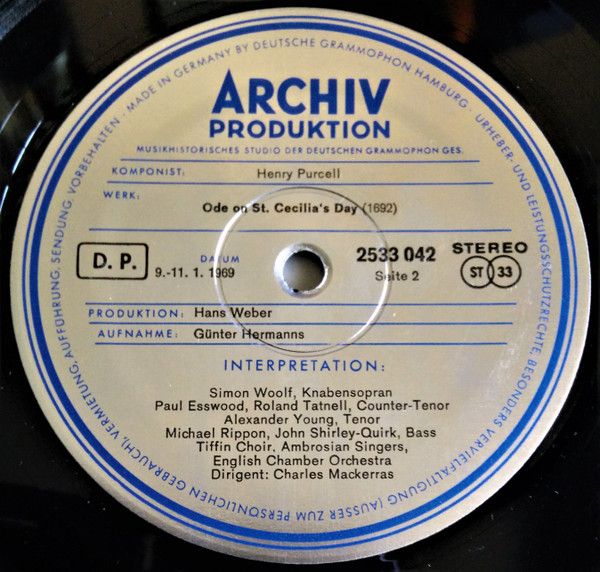 MADE IN GERMANY BY DEUTSCHE GRAMMOPHON HAMBURG · URHEBER- UND LEISTUNGSSCHUTZRECHTE, BESONDERS VERVIELFÄLTIGUNG (AUSSER ZUM PERSÖNLICHEN GEBRAUCH), VERMIETUNG, AUFFÜHRUNG, SENDUNG, VORBEHALTEN ·
ARCHIV
PRODUKTION
MUSIKHISTORISCHES STUDIO DER DEUTSCHEN GRAMMOPHON GES.
KOMPONIST: Henry Purcell
WERK:
Ode on St. Cecilia's Day (1692)
D. P.
DATUM
9.-11. 1. 1969
2533 042
Seite 2
STEREO
ST 33
PRODUKTION: Hans Weber
AUFNAHME: Günter Hermanns
INTERPRETATION:
Simon Woolf, Knabensopran
Paul Esswood, Roland Tatnell, Counter-Tenor
Alexander Young, Tenor
Michael Rippon, John Shirley-Quirk, Bass
Tiffin Choir. Ambrosian Singers,
English Chamber Orchestra
Dirigent: Charles Mackerras